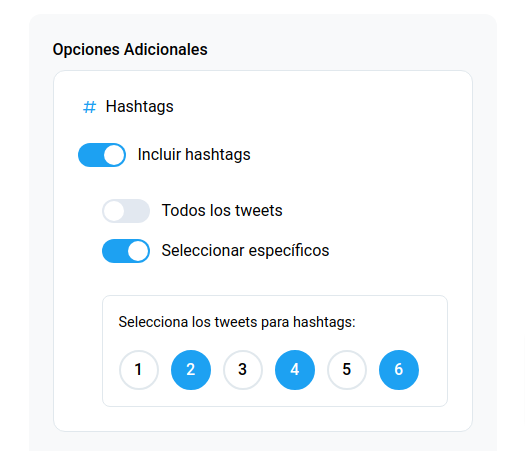 Opciones Adicionales
# Hashtags
Incluir hashtags
Todos los tweets
Seleccionar específicos
Selecciona los tweets para hashtags:
1 2 3 4 5 6